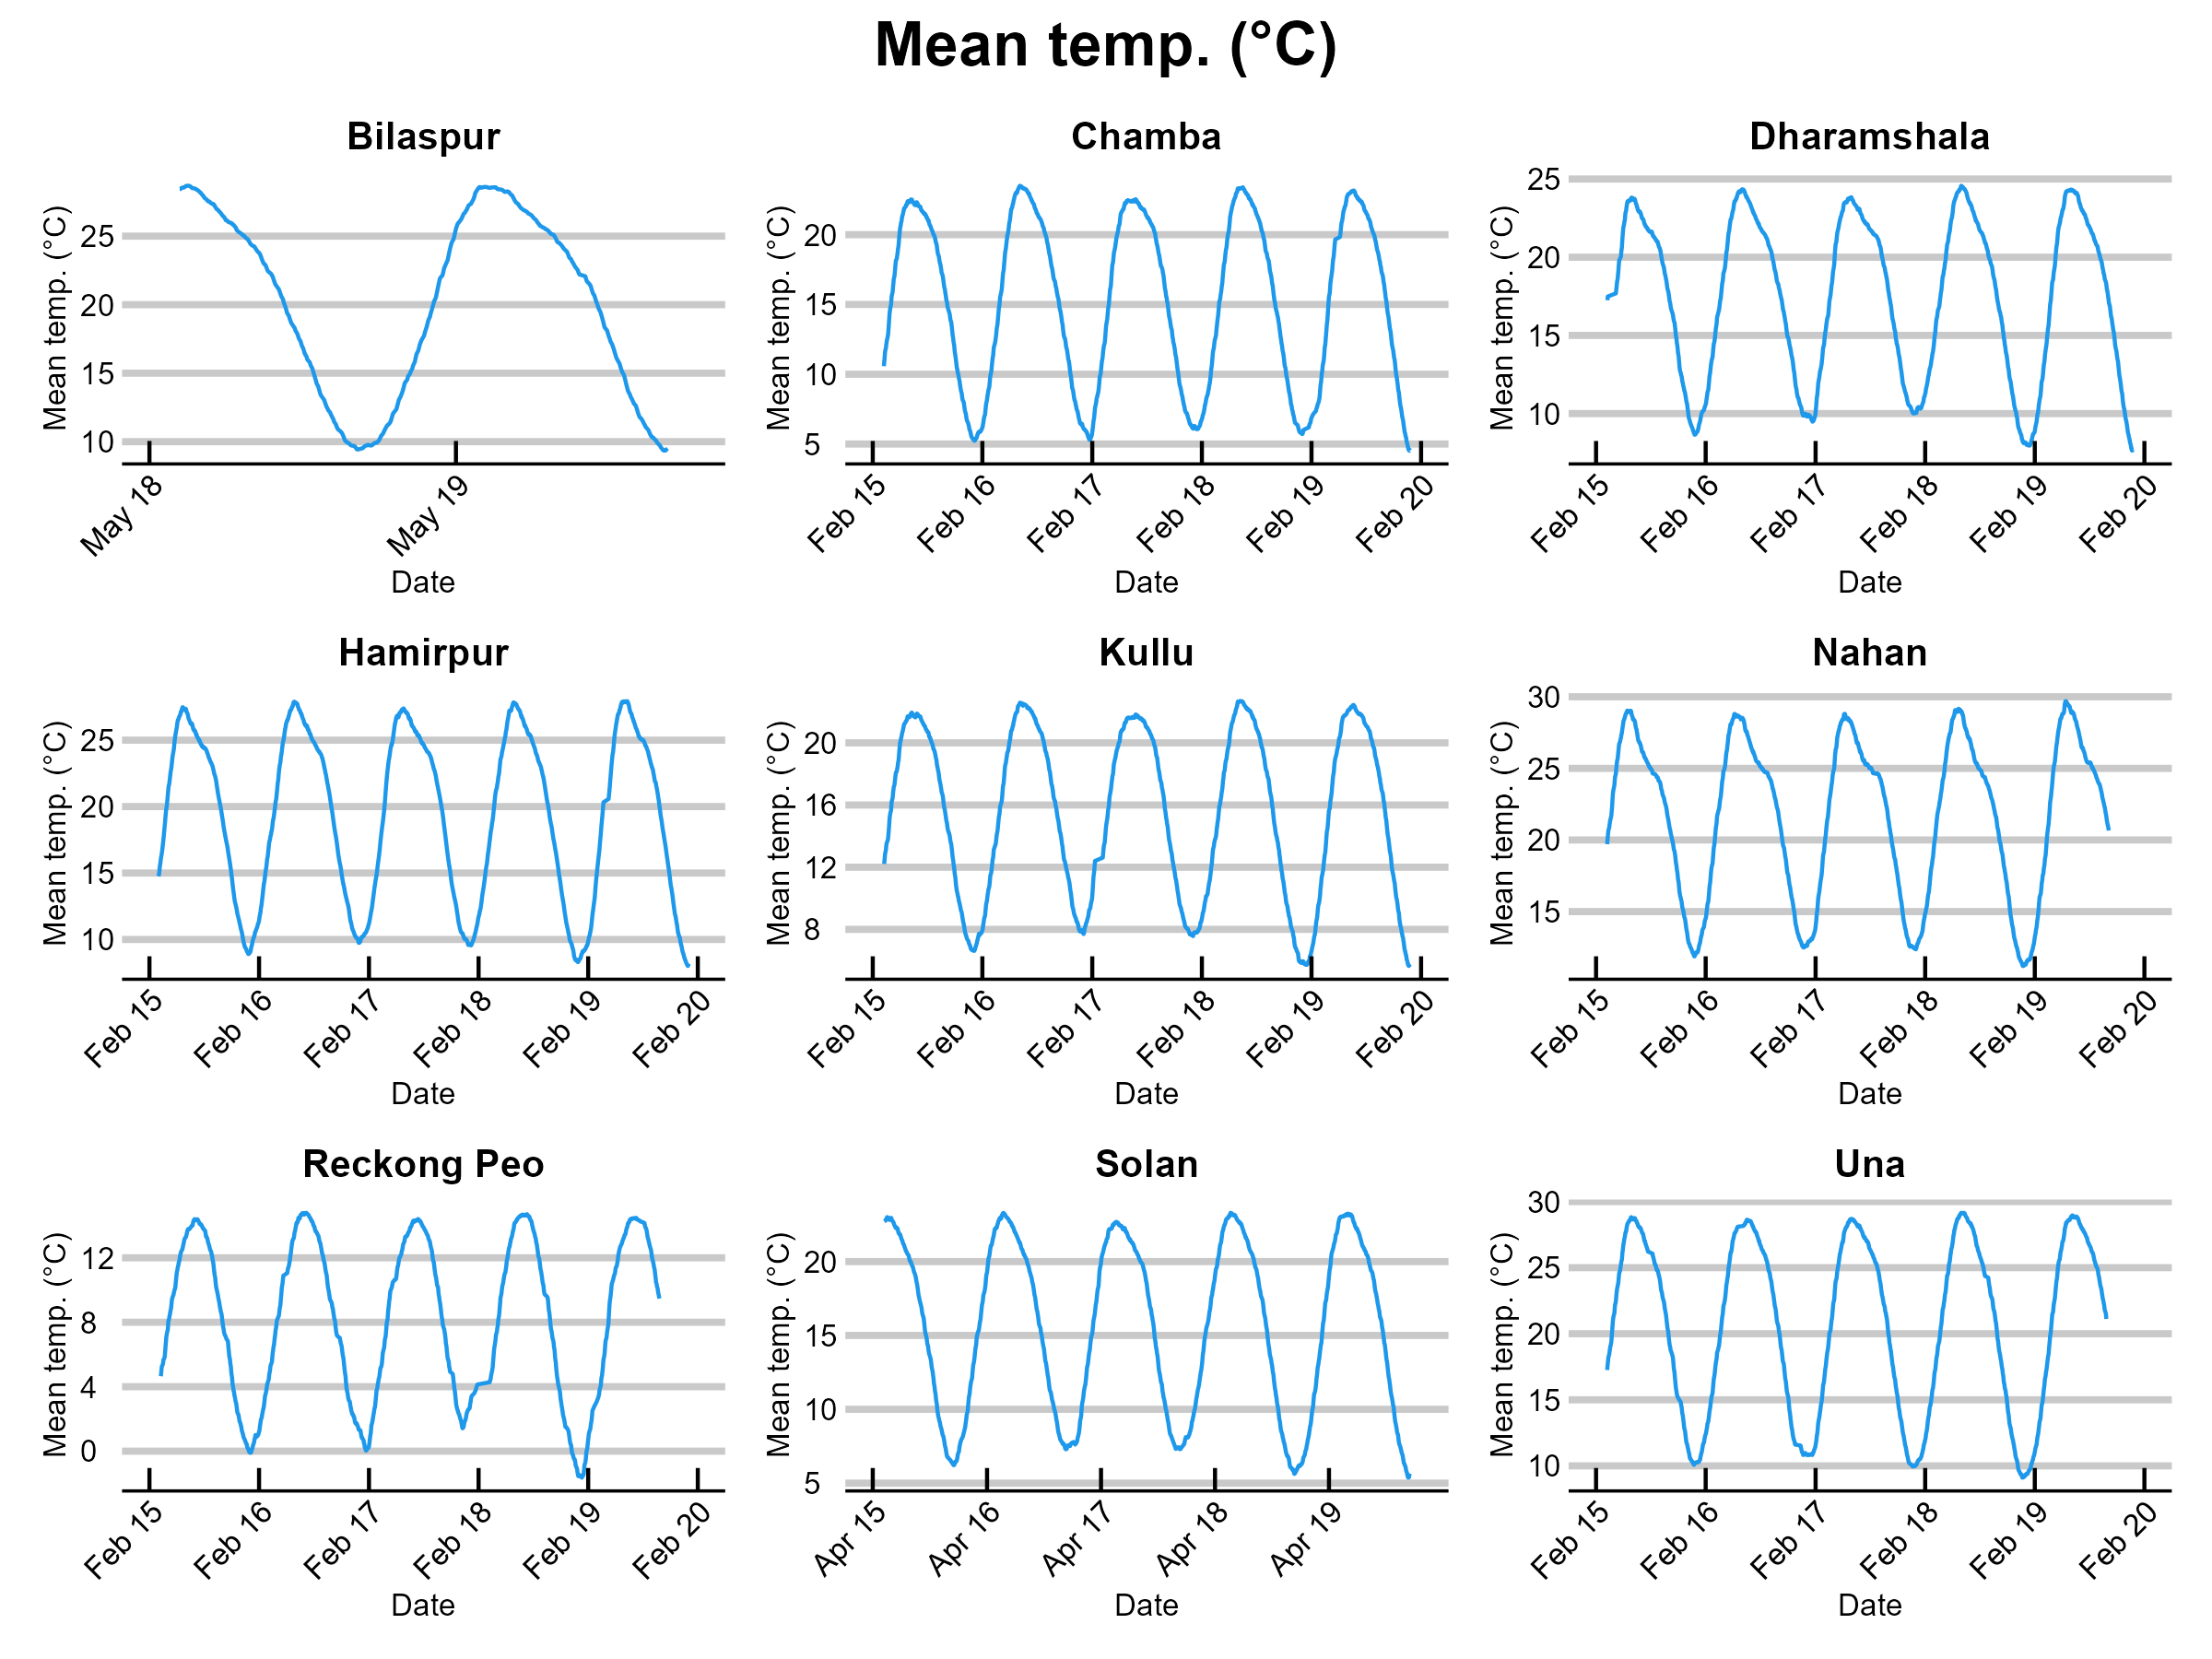 Mean temp. (°C)
Bilaspur
Mean temp. (°C)
25
20
15
10
May 18
May 19
Date
Chamba
Mean temp. (°C)
20
15
10
5
Feb 15
Feb 16
Feb 17
Feb 18
Feb 19
Feb 20
Date
Dharamshala
Mean temp. (°C)
25
20
15
10
Feb 15
Feb 16
Feb 17
Feb 18
Feb 19
Feb 20
Date
Hamirpur
Mean temp. (°C)
25
20
15
10
Feb 15
Feb 16
Feb 17
Feb 18
Feb 19
Feb 20
Date
Kullu
Mean temp. (°C)
20
16
12
8
Feb 15
Feb 16
Feb 17
Feb 18
Feb 19
Feb 20
Date
Nahan
Mean temp. (°C)
30
25
20
15
Feb 15
Feb 16
Feb 17
Feb 18
Feb 19
Feb 20
Date
Reckong Peo
Mean temp. (°C)
12
8
4
0
Feb 15
Feb 16
Feb 17
Feb 18
Feb 19
Feb 20
Date
Solan
Mean temp. (°C)
20
15
10
5
Apr 15
Apr 16
Apr 17
Apr 18
Apr 19
Date
Una
Mean temp. (°C)
30
25
20
15
10
Feb 15
Feb 16
Feb 17
Feb 18
Feb 19
Feb 20
Date